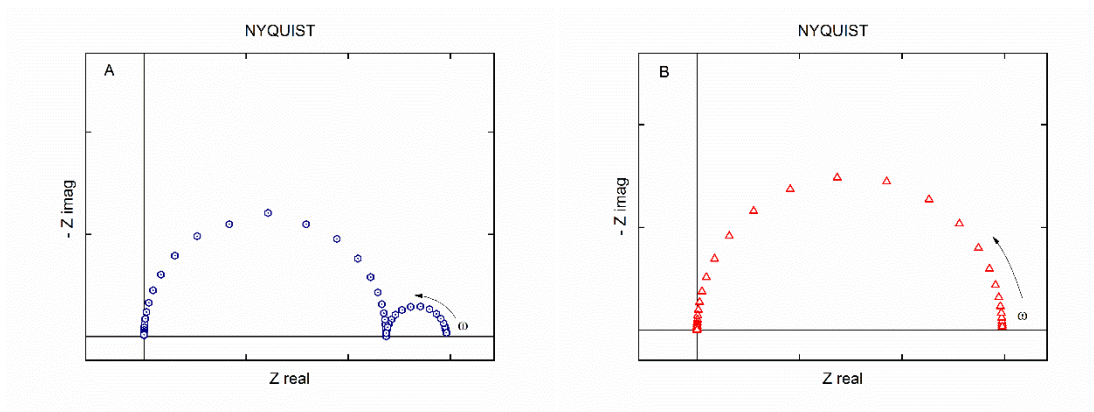 NYQUIST
A
- Z imag
ω
Z real
NYQUIST
B
- Z imag
ω
Z real